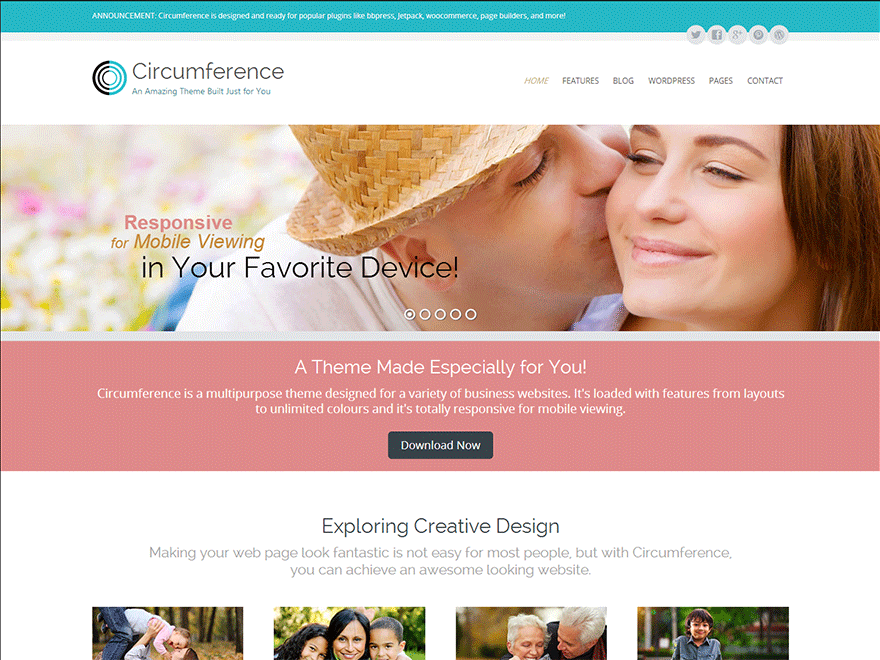 ANNOUNCEMENT: Circumference is designed and ready for popular plugins like bbpress, Jetpack, woocommerce, page builders, and more!
Circumference
An Amazing Theme Built Just for You
HOME FEATURES BLOG WORDPRESS PAGES CONTACT
Responsive
for Mobile Viewing
in Your Favorite Device!
A Theme Made Especially for You!
Circumference is a multipurpose theme designed for a variety of business websites. It's loaded with features from layouts
to unlimited colours and it's totally responsive for mobile viewing.
Download Now
Exploring Creative Design
Making your web page look fantastic is not easy for most people, but with Circumference,
you can achieve an awesome looking website.